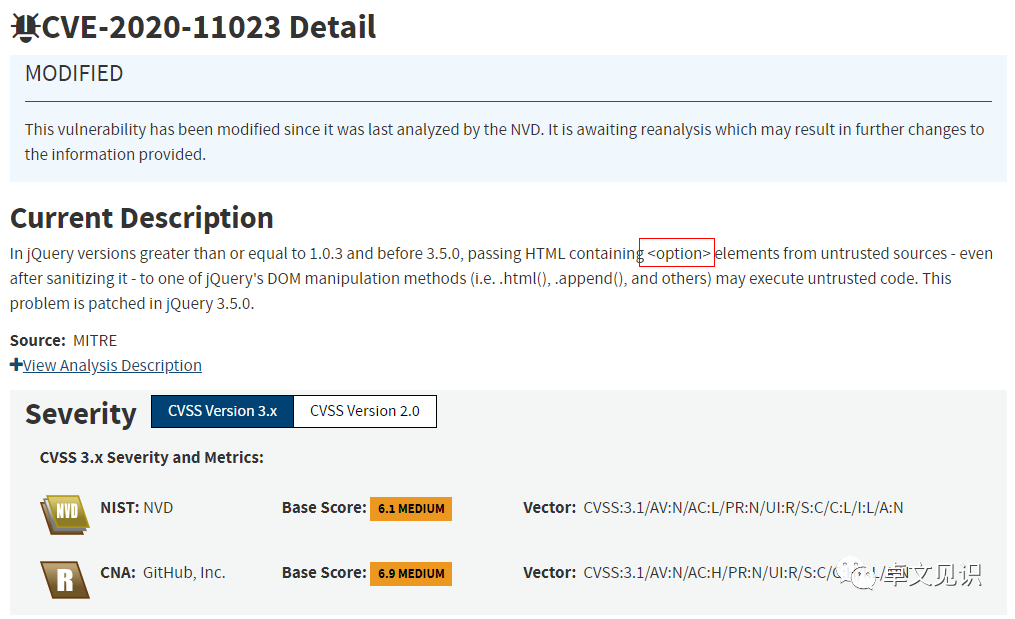 CVE-2020-11023 Detail
MODIFIED
This vulnerability has been modified since it was last analyzed by the NVD. It is awaiting reanalysis which may result in further changes to
the information provided.
Current Description
In jQuery versions greater than or equal to 1.0.3 and before 3.5.0, passing HTML containing <option> elements from untrusted sources - even
after sanitizing it - to one of jQuery's DOM manipulation methods (i.e. .html(), .append(), and others) may execute untrusted code. This
problem is patched in jQuery 3.5.0.
Source: MITRE
+View Analysis Description
Severity CVSS Version 3.x CVSS Version 2.0
CVSS 3.x Severity and Metrics:
NVD NIST: NVD Base Score: 6.1 MEDIUM Vector: CVSS:3.1/AV:N/AC:L/PR:N/UI:R/S:C/C:L/I:L/A:N
R CNA: GitHub, Inc. Base Score: 6.9 MEDIUM Vector: CVSS:3.1/AV:N/AC:H/PR:N/UI:R/S:C/
卓文见识